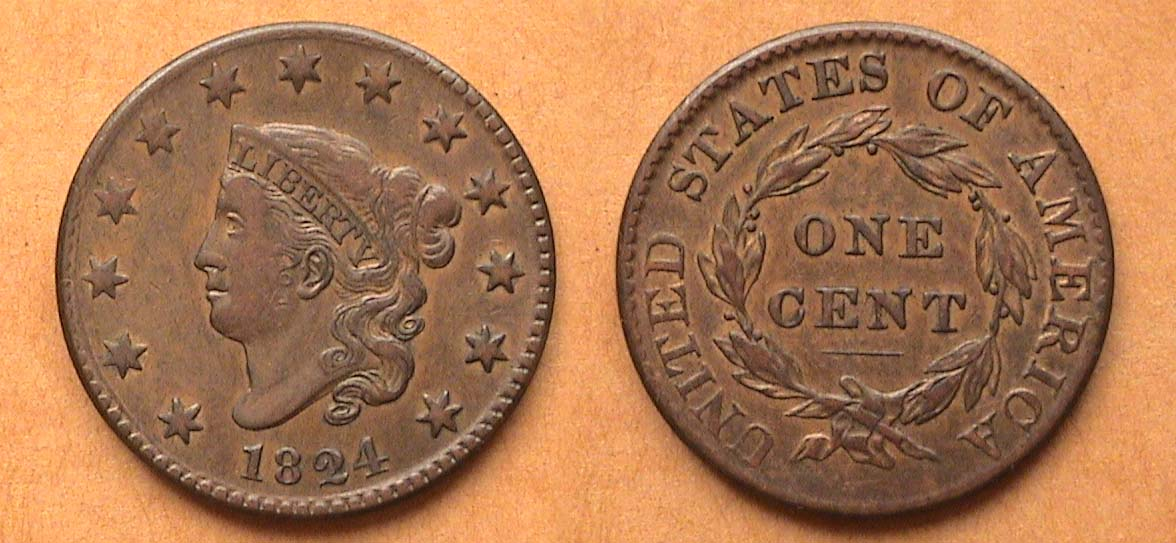 LIBERTY
1824
UNITED STATES OF AMERICA
ONE
CENT